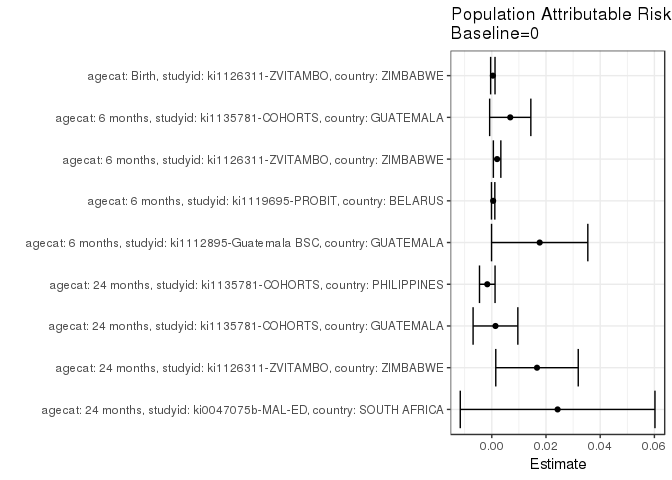 Population Attributable Risk
Baseline=0
agecat: Birth, studyid: ki1126311-ZVITAMBO, country: ZIMBABWE
agecat: 6 months, studyid: ki1135781-COHORTS, country: GUATEMALA
agecat: 6 months, studyid: ki1126311-ZVITAMBO, country: ZIMBABWE
agecat: 6 months, studyid: ki1119695-PROBIT, country: BELARUS
agecat: 6 months, studyid: ki1112895-Guatemala BSC, country: GUATEMALA
agecat: 24 months, studyid: ki1135781-COHORTS, country: PHILIPPINES
agecat: 24 months, studyid: ki1135781-COHORTS, country: GUATEMALA
agecat: 24 months, studyid: ki1126311-ZVITAMBO, country: ZIMBABWE
agecat: 24 months, studyid: ki0047075b-MAL-ED, country: SOUTH AFRICA
0.00 0.02 0.04 0.06
Estimate